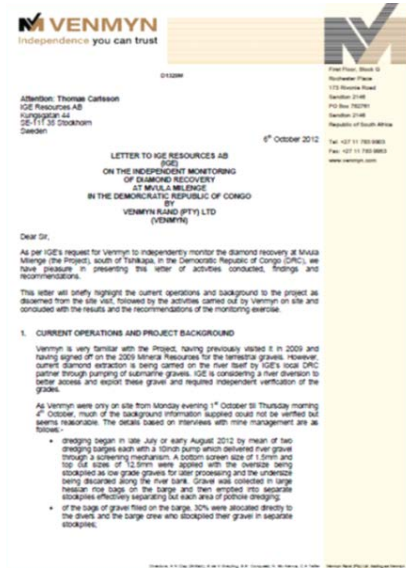 VENMYN
Independence you can trust
D1329M
First Floor, Block G
Rochester Place
173 Rivonia Road
Sandton 2146
PO Box 782761
Sandton 2146
Republic of South Africa
Tel: +27 11 783 9903
Fax: +27 11 783 9953
www.venmyn.com
Attention: Thomas Carlsson
IGE Resources AB
Kungsgatan 44
SE-111 35 Stockholm
Sweden
6th October 2012
LETTER TO IGE RESOURCES AB
(IGE)
ON THE INDEPENDENT MONITORING
OF DIAMOND RECOVERY
AT MVULA MILENGE
IN THE DEMORCRATIC REPUBLIC OF CONGO
BY
VENMYN RAND (PTY) LTD
(VENMYN)
Dear Sir,
As per IGE's request for Venmyn to independently monitor the diamond recovery at Mvula
Milenge (the Project), south of Tshikapa, in the Democratic Republic of Congo (DRC), we
have pleasure in presenting this letter of activities conducted, findings and
recommendations.
This letter will briefly highlight the current operations and background to the project as
discerned from the site visit, followed by the activities carried out by Venmyn on site and
concluded with the results and the recommendations of the monitoring exercise.
1. CURRENT OPERATIONS AND PROJECT BACKGROUND
Venmyn is very familiar with the Project, having previously visited it in 2009 and
having signed off on the 2009 Mineral Resources for the terrestrial gravels. However,
current diamond extraction is being carried on the river itself by IGE's local DRC
partner through pumping of submarine gravels. IGE is considering a river diversion to
better access and exploit these gravel and required independent verification of the
grades.
As Venmyn were only on site from Monday evening 1st October till Thursday morning
4th October, much of the background information supplied could not be verified but
seems reasonable. The details based on interviews with mine management are as
follows:-
• dredging began in late July or early August 2012 by mean of two
dredging barges each with a 10inch pump which delivered river gravel
through a screening mechanism. A bottom screen size of 1.5mm and
top cut sizes of 12.5mm were applied with the oversize being
stockpiled as low grade gravels for later processing and the undersize
being discarded along the river bank. Gravel was collected in large
hessian rice bags on the barge and then emptied into separate
stockpiles effectively separating out each area of pothole dredging;
• of the bags of gravel filled on the barge, 30% were allocated directly to
the divers and the barge crew who stockpiled their gravel in separate
stockpiles;